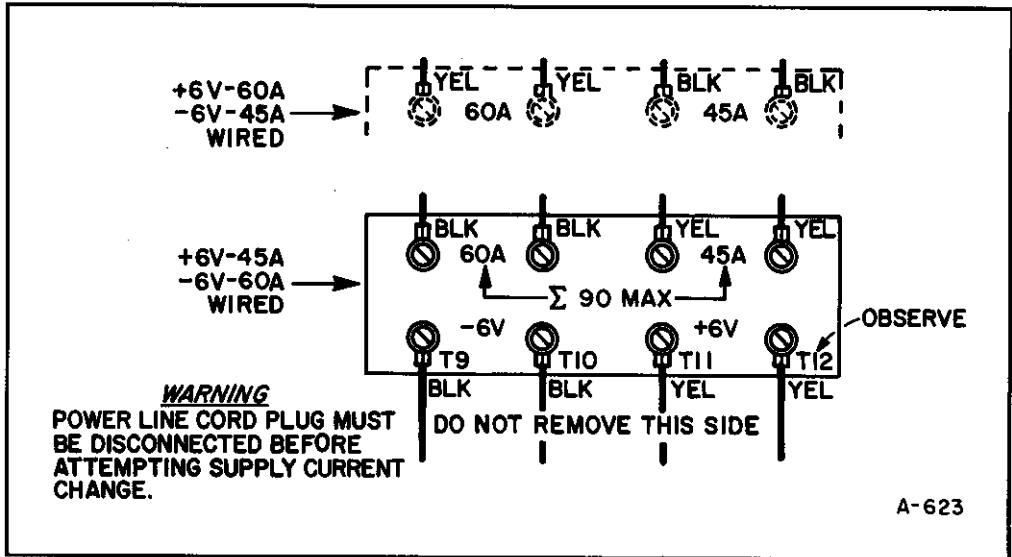 +6V-60A
-6V-45A
WIRED
YEL
YEL
BLK
BLK
60A
45A
+6V-45A
-6V-60A
WIRED
BLK
BLK
YEL
YEL
60A
45A
Σ 90 MAX
-6V
+6V
OBSERVE
T9
T10
T11
T12
BLK
BLK
YEL
YEL
DO NOT REMOVE THIS SIDE
WARNING
POWER LINE CORD PLUG MUST
BE DISCONNECTED BEFORE
ATTEMPTING SUPPLY CURRENT
CHANGE.
A-623